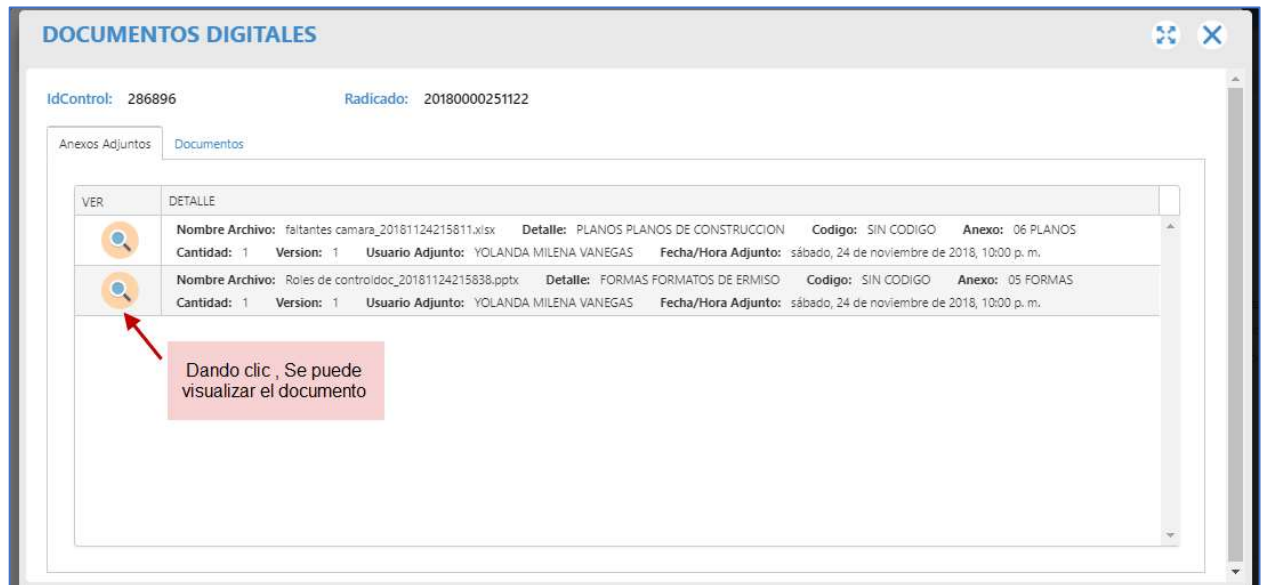 DOCUMENTOS DIGITALES
IdControl: 286896 Radicado: 20180000251122
Anexos Adjuntos Documentos
VER DETALLE
Nombre Archivo: faltantes camara_20181124215811.xlsx Detalle: PLANOS PLANOS DE CONSTRUCCION Codigo: SIN CODIGO Anexo: 06 PLANOS
Cantidad: 1 Version: 1 Usuario Adjunto: YOLANDA MILENA VANEGAS Fecha/Hora Adjunto: sábado, 24 de noviembre de 2018, 10:00 p. m.
Nombre Archivo: Roles de controldoc_20181124215838.pptx Detalle: FORMAS FORMATOS DE ERMISO Codigo: SIN CODIGO Anexo: 05 FORMAS
Cantidad: 1 Version: 1 Usuario Adjunto: YOLANDA MILENA VANEGAS Fecha/Hora Adjunto: sábado, 24 de noviembre de 2018, 10:00 p. m.
Dando clic , Se puede
visualizar el documento